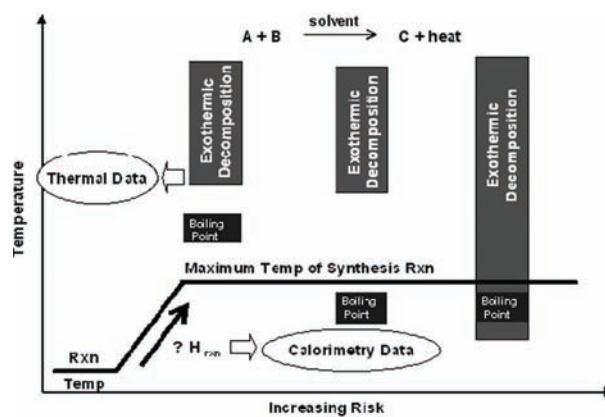 solvent
A + B C + heat
Exothermic
Decomposition
Exothermic
Decomposition
Exothermic
Decomposition
Thermal Data
Boiling
Point
Maximum Temp of Synthesis Rxn
Boiling
Point
Boiling
Point
? H rxn
Calorimetry Data
Rxn
Temp
Temperature
Increasing Risk